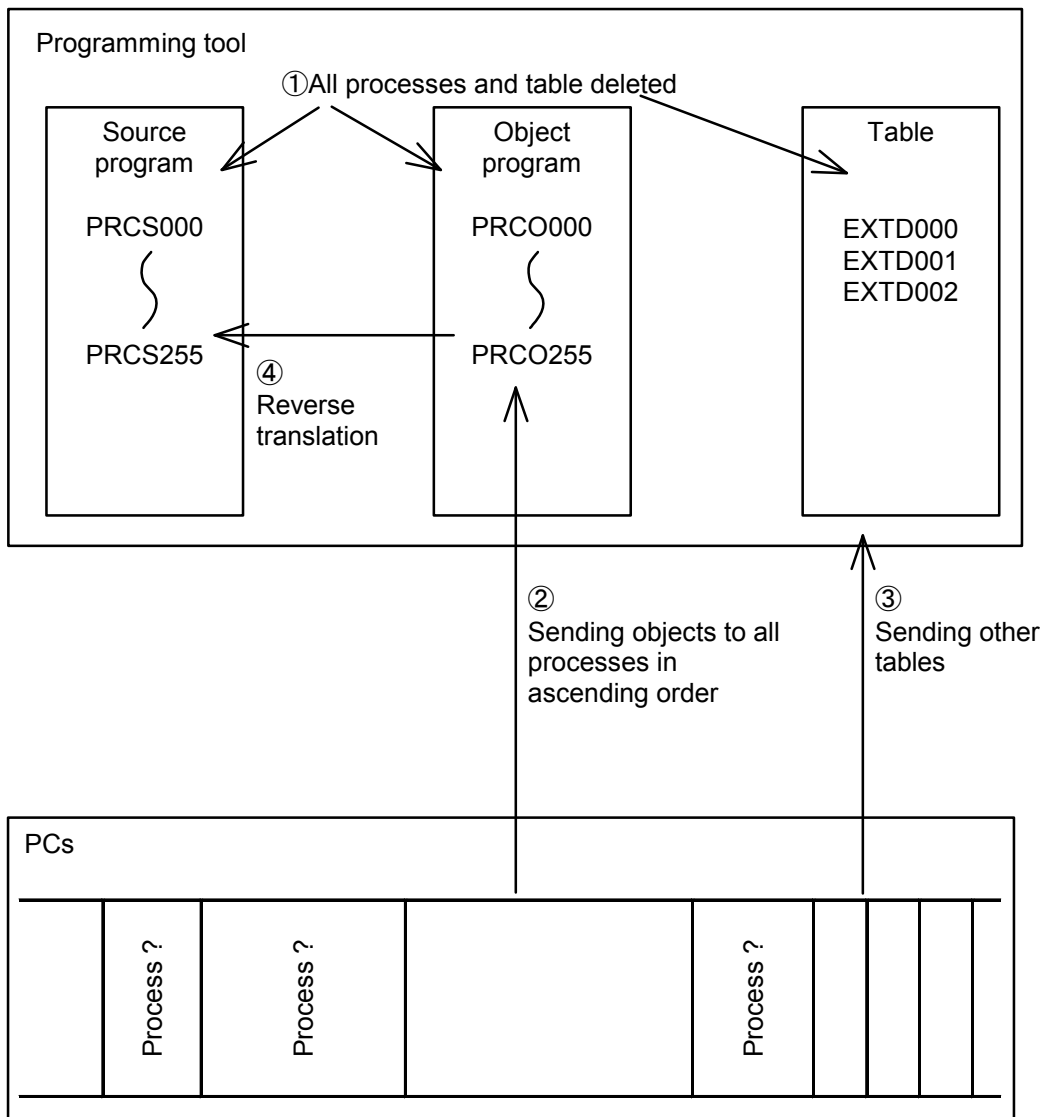 Programming tool
①All processes and table deleted
Source
program
PRCS000
PRCS255
Object
program
PRCO000
PRCO255
Table
EXTD000
EXTD001
EXTD002
④
Reverse
translation
②
Sending objects to all
processes in
ascending order
③
Sending other
tables
PCs
Process ?
Process ?
Process ?